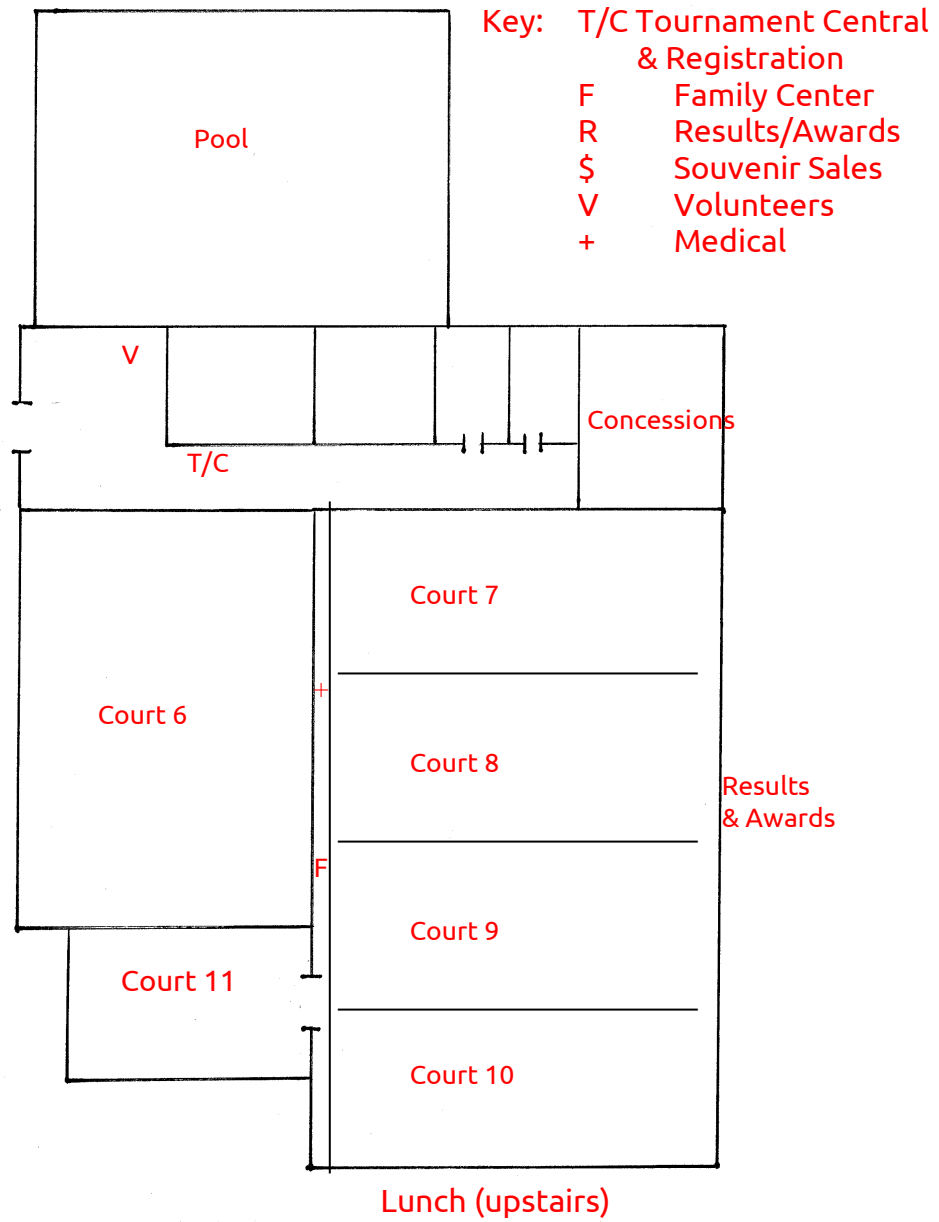 Key: T/C Tournament Central
& Registration
F Family Center
R Results/Awards
$ Souvenir Sales
V Volunteers
+ Medical
Pool
V
Concessions
T/C
Court 7
+
Court 6
Court 8
Results
& Awards
F
Court 9
Court 11
Court 10
Lunch (upstairs)